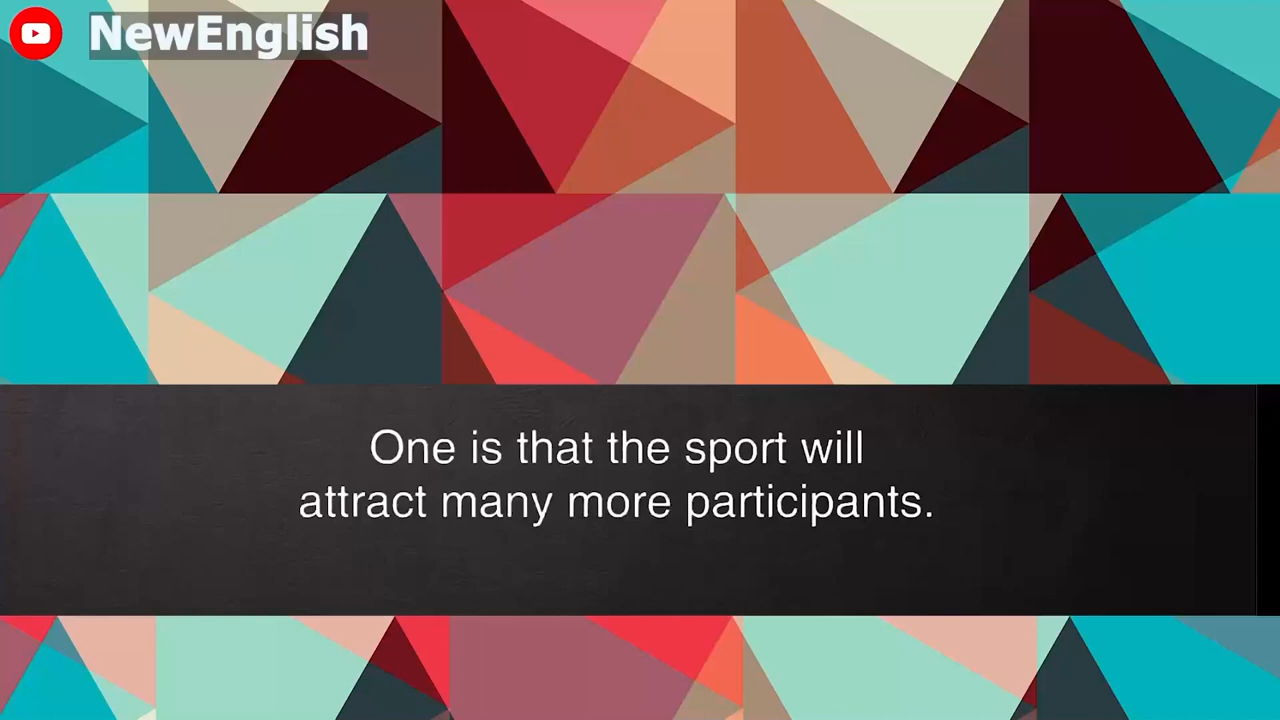 NewEnglish
One is that the sport will
attract many more participants.